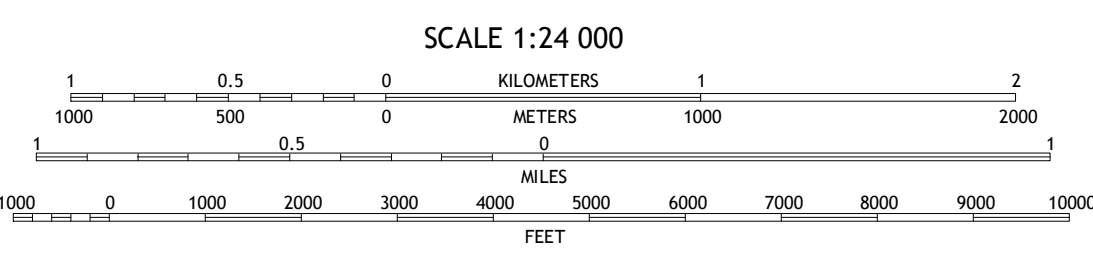 SCALE 1:24 000
1 0.5 0 KILOMETERS 1 2
1000 500 0 METERS 1000 2000
1 0.5 0 1
MILES
1000 0 1000 2000 3000 4000 5000 6000 7000 8000 9000 10000
FEET